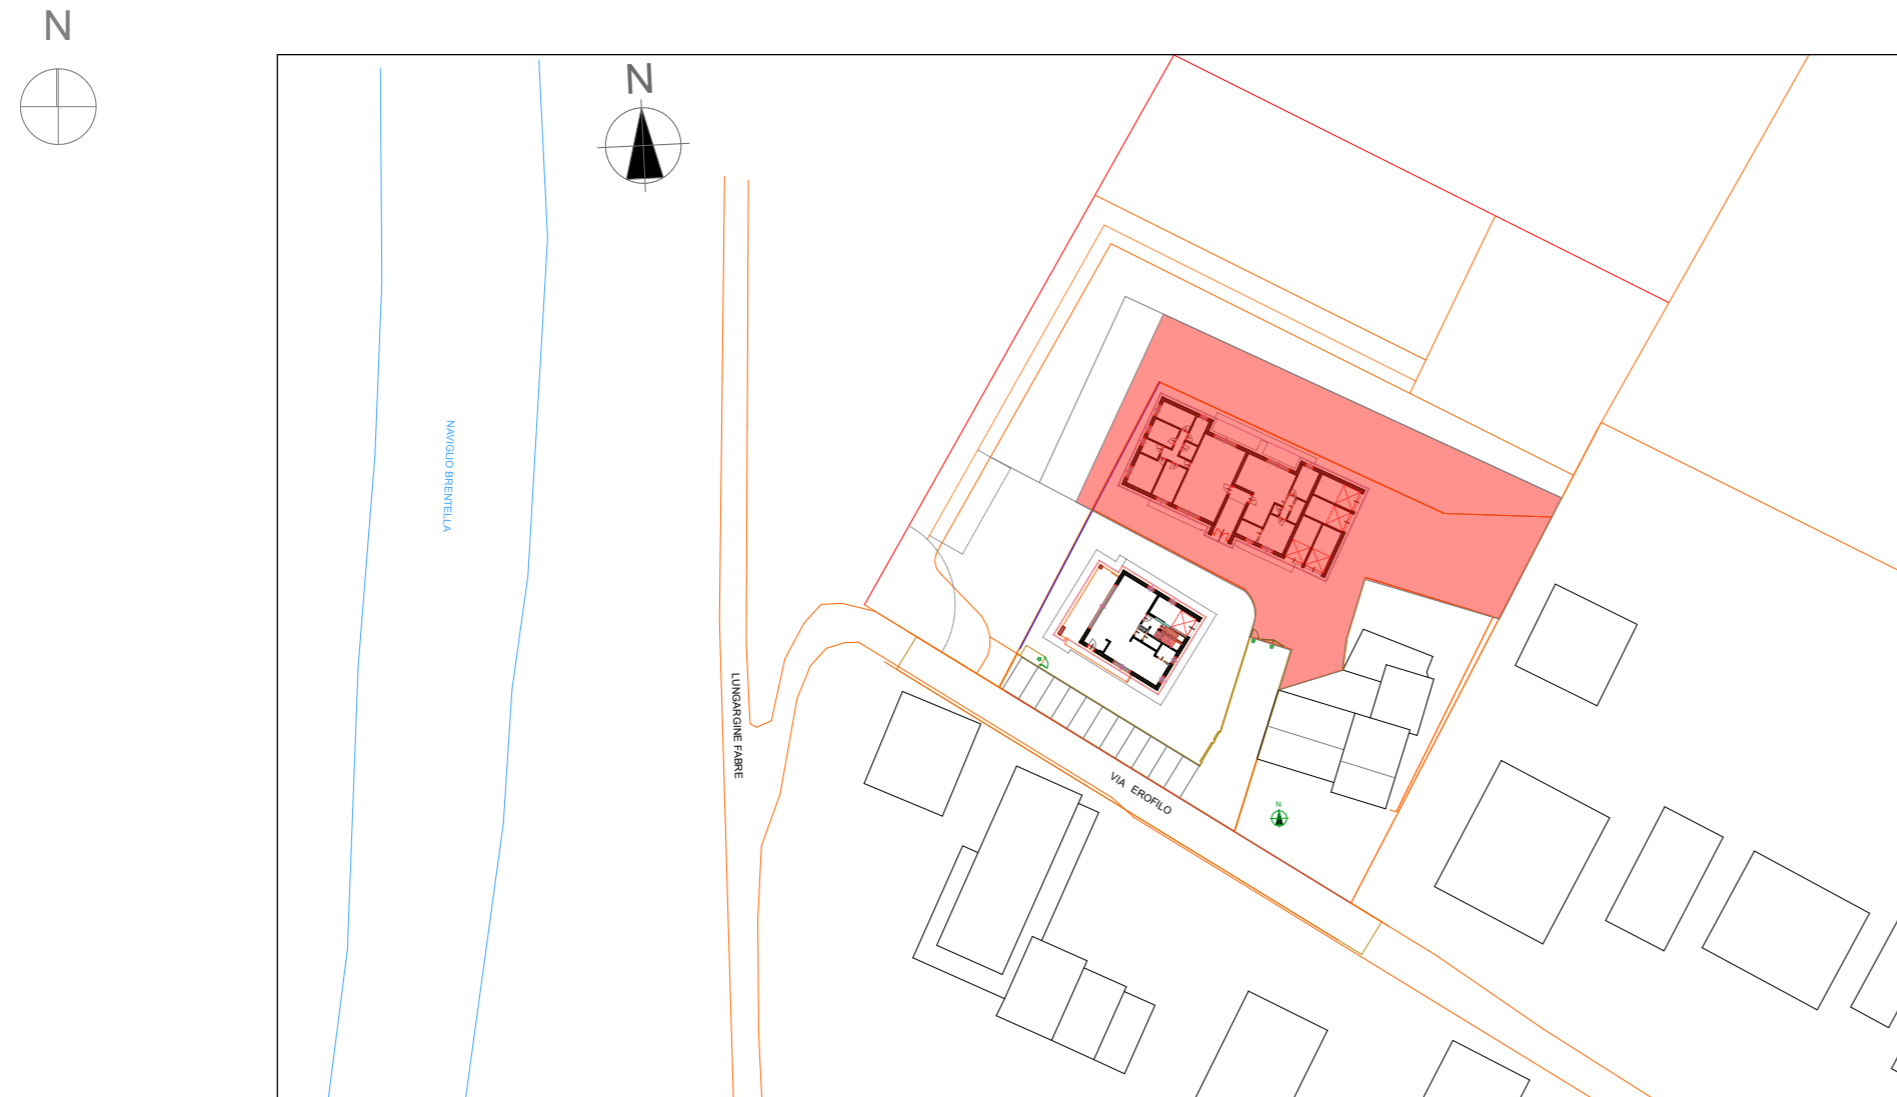 N
N
NAVIGLIO BRENTELLA
LUNGARGINE FABRE
VIA EROFILO
N